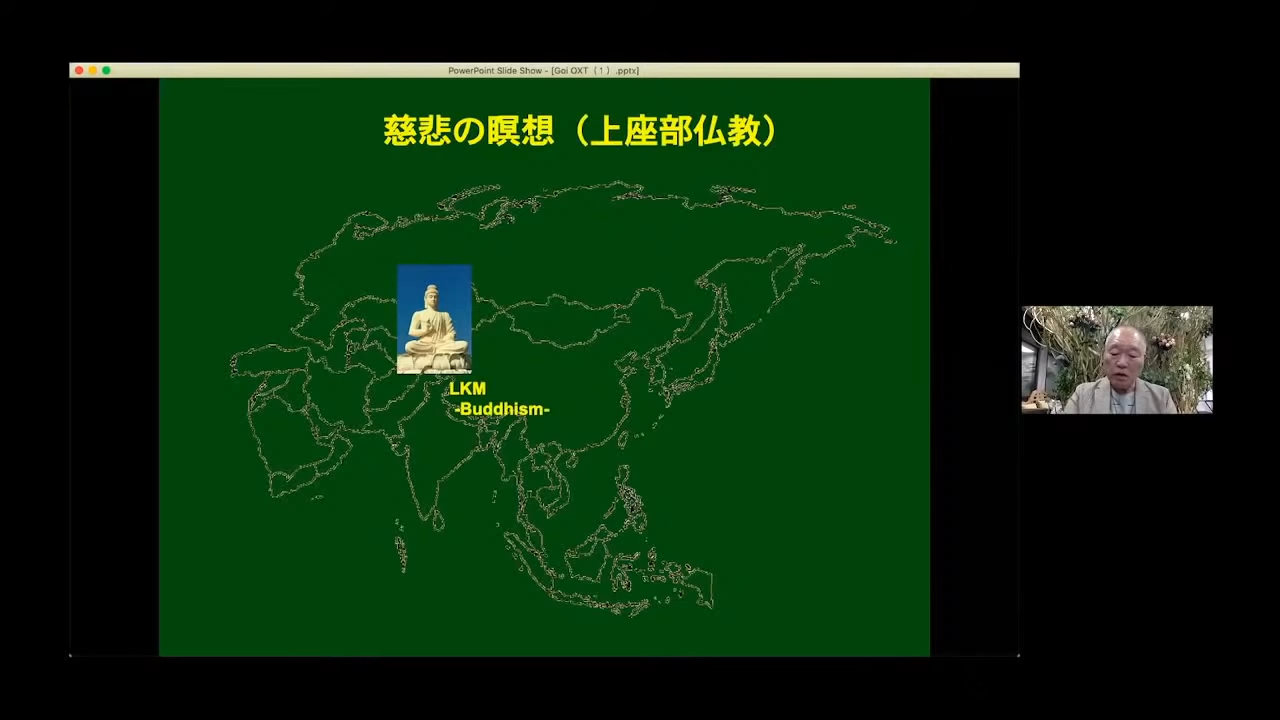 PowerPoint Slide Show - [Goi OXT（1）.pptx]
慈悲の瞑想（上座部仏教）
LKM
-Buddhism-